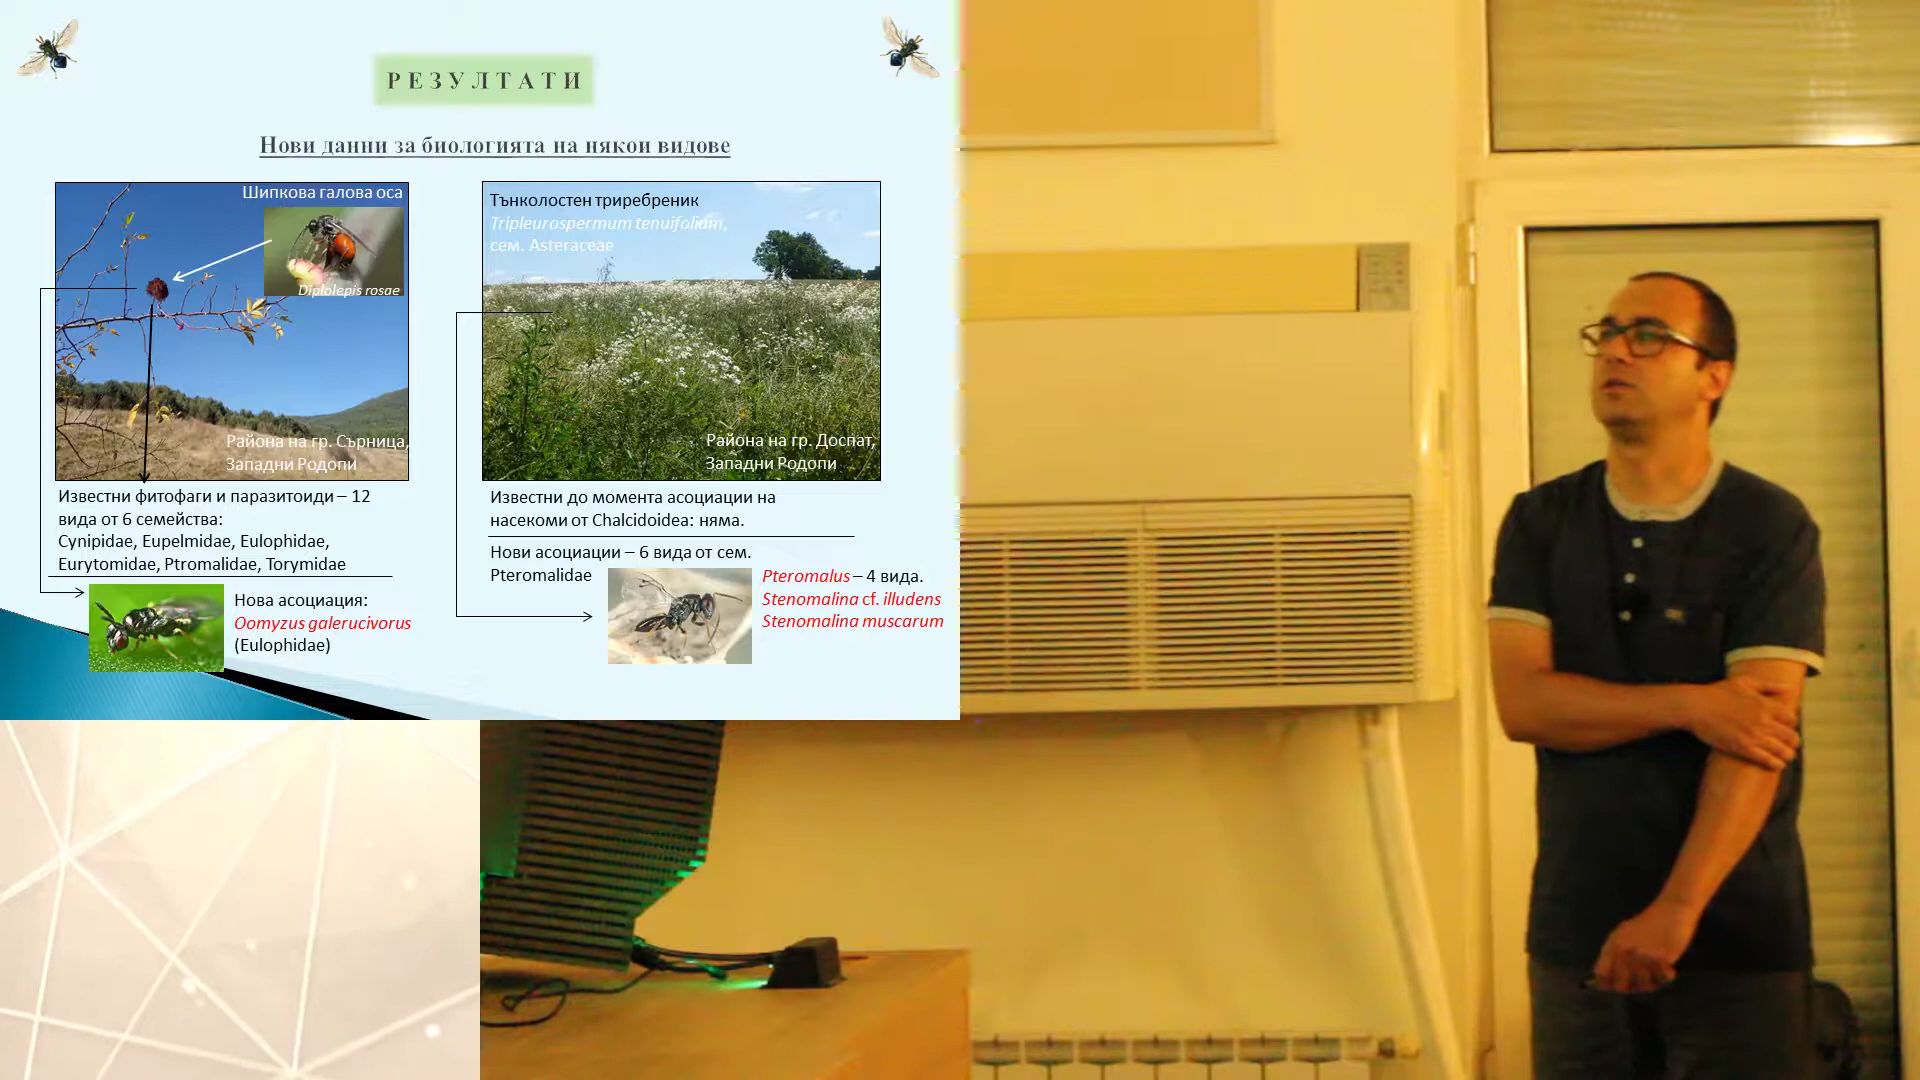 РЕЗУЛТАТИ
Нови данни за биологията на някои видове
Шипкова галова оса
Diplolepis rosae
Района на гр. Сърница,
Западни Родопи
Известни фитофаги и паразитоиди – 12
вида от 6 семейства:
Cynipidae, Eupelmidae, Eulophidae,
Eurytomidae, Ptromalidae, Torymidae
Нова асоциация:
Oomyzus galerucivorus
(Eulophidae)
Тънколостен триребреник
Tripleurospermum tenuifolium,
сем. Asteraceae
Района на гр. Доспат,
Западни Родопи
Известни до момента асоциации на
насекоми от Chalcidoidea: няма.
Нови асоциации – 6 вида от сем.
Pteromalidae
Pteromalus – 4 вида.
Stenomalina cf. illudens
Stenomalina muscarum